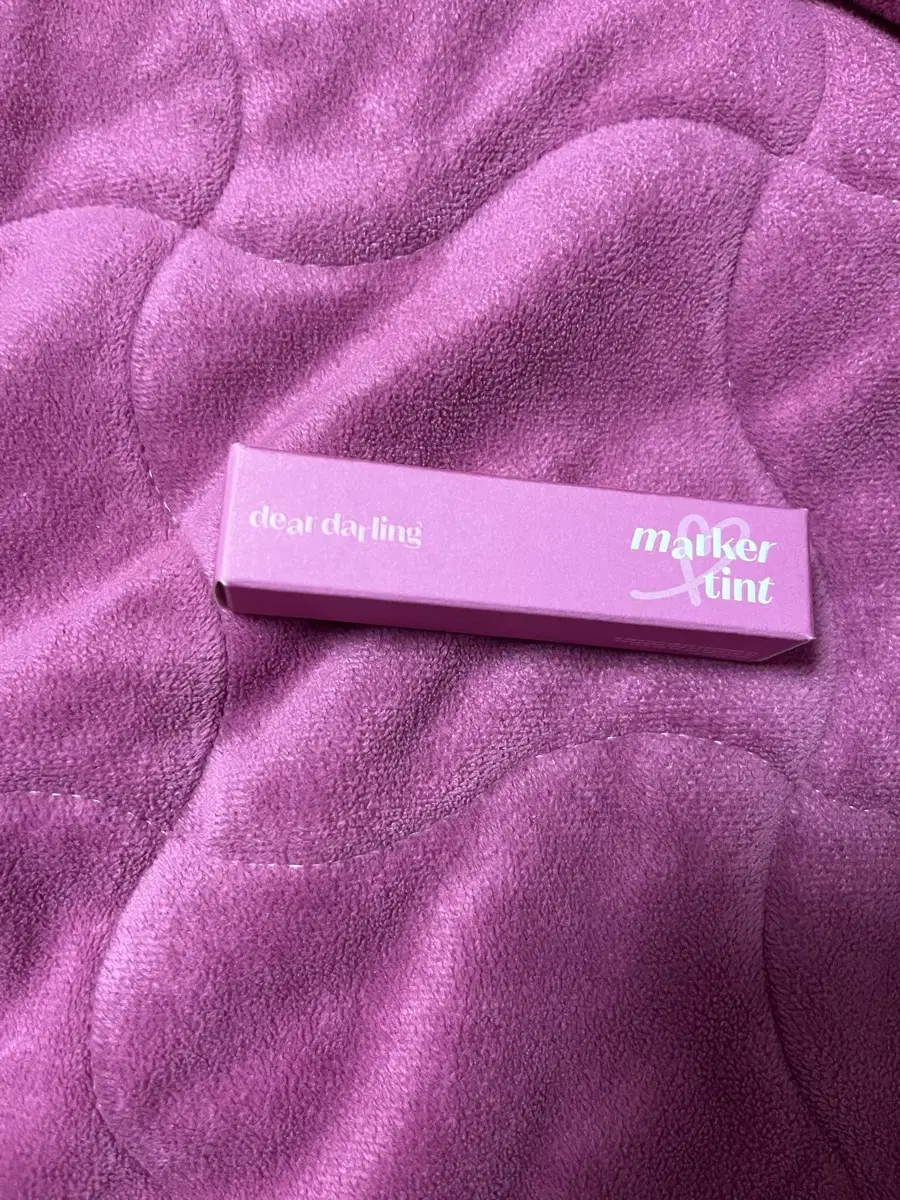 dear darling
marker
tint